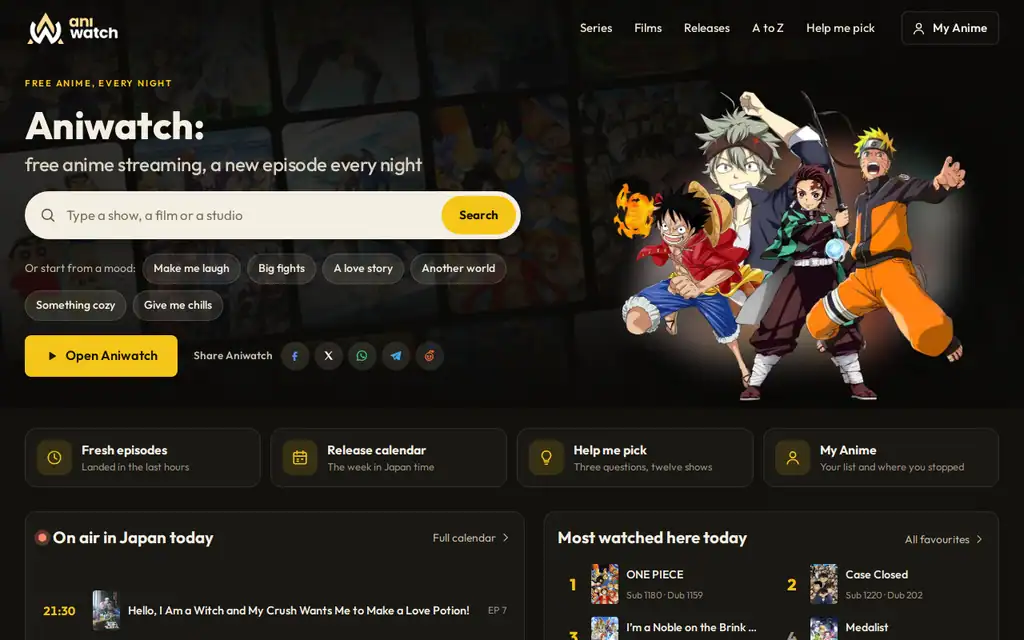 ani
watch
Series
Films
Releases
A to Z
Help me pick
My Anime
FREE ANIME, EVERY NIGHT
Aniwatch:
free anime streaming, a new episode every night
Type a show, a film or a studio
Search
Or start from a mood:
Make me laugh
Big fights
A love story
Another world
Something cozy
Give me chills
Open Aniwatch
Share Aniwatch
Fresh episodes
Landed in the last hours
Release calendar
The week in Japan time
Help me pick
Three questions, twelve shows
My Anime
Your list and where you stopped
On air in Japan today
Full calendar
21:30
Hello, I Am a Witch and My Crush Wants Me to Make a Love Potion!
EP 7
Most watched here today
All favourites
1
ONE PIECE
Sub 1180 · Dub 1159
2
Case Closed
Sub 1220 · Dub 202
3
I'm a Noble on the Brink ...
4
Medalist